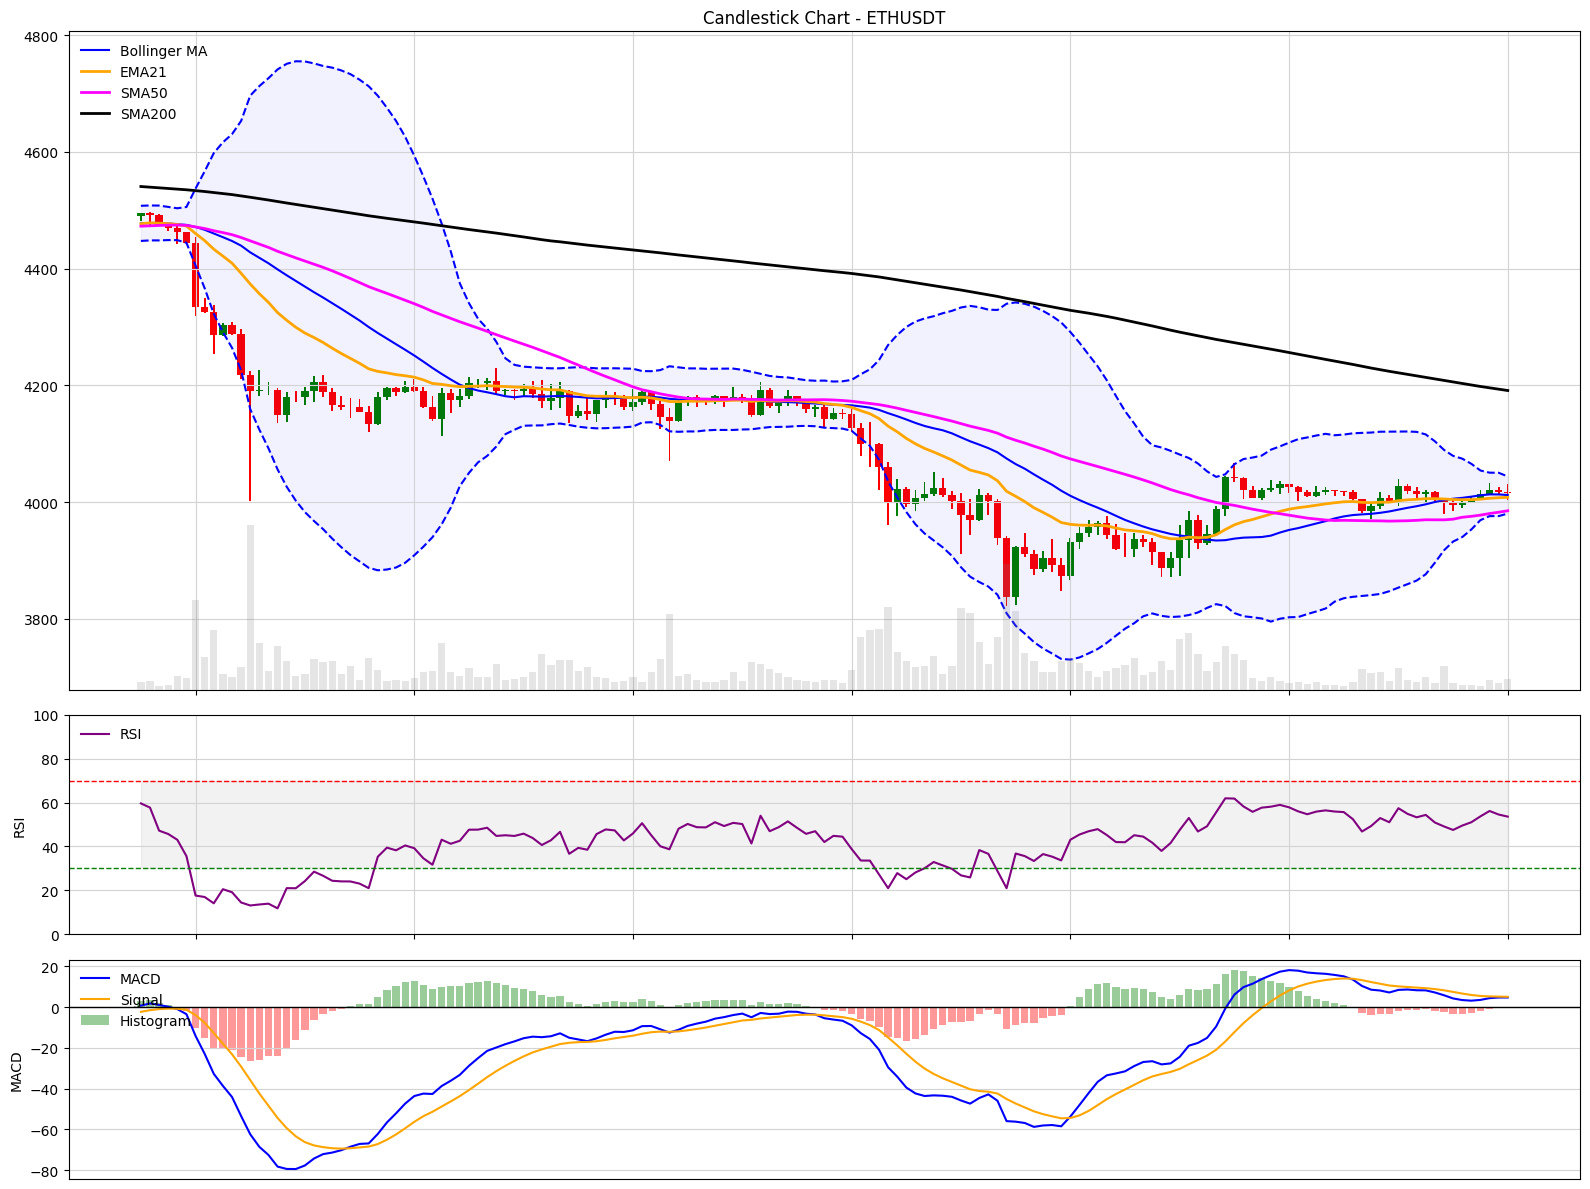 Candlestick Chart - ETHUSDT
4800
4600
4400
4200
4000
3800
Bollinger MA
EMA21
SMA50
SMA200
100
80
60
40
20
0
RSI
RSI
20
0
−20
−40
−60
−80
MACD
MACD
Signal
Histogram